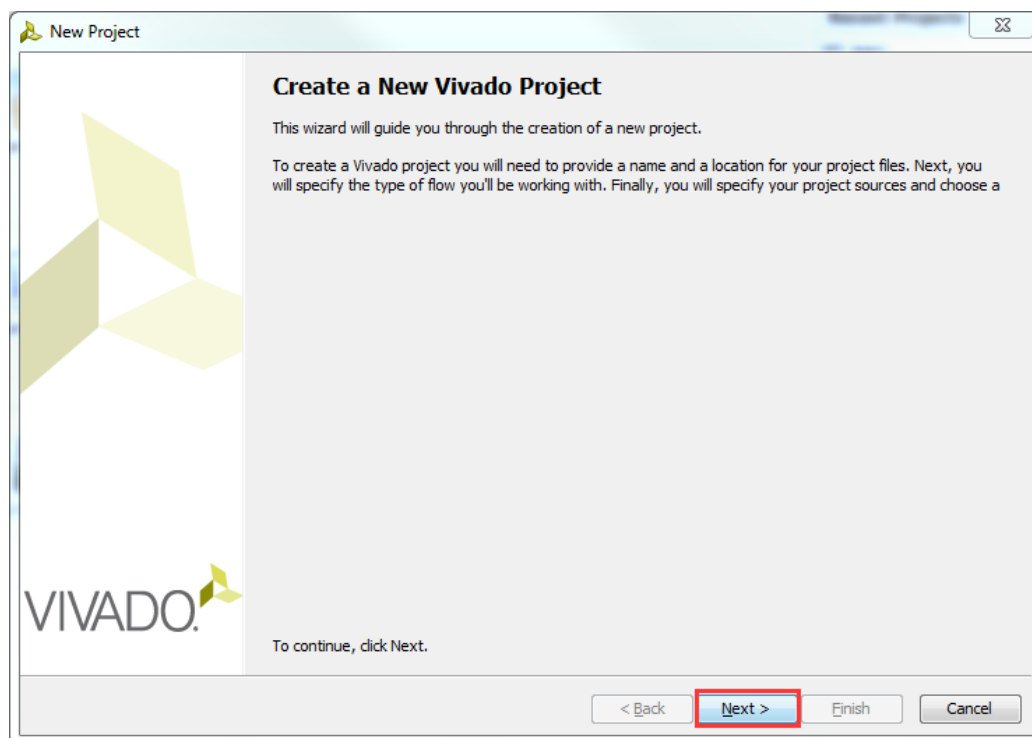 New Project
Create a New Vivado Project
This wizard will guide you through the creation of a new project.
To create a Vivado project you will need to provide a name and a location for your project files. Next, you
will specify the type of flow you'll be working with. Finally, you will specify your project sources and choose a
VIVADO.
To continue, click Next.
< Back
Next >
Finish
Cancel